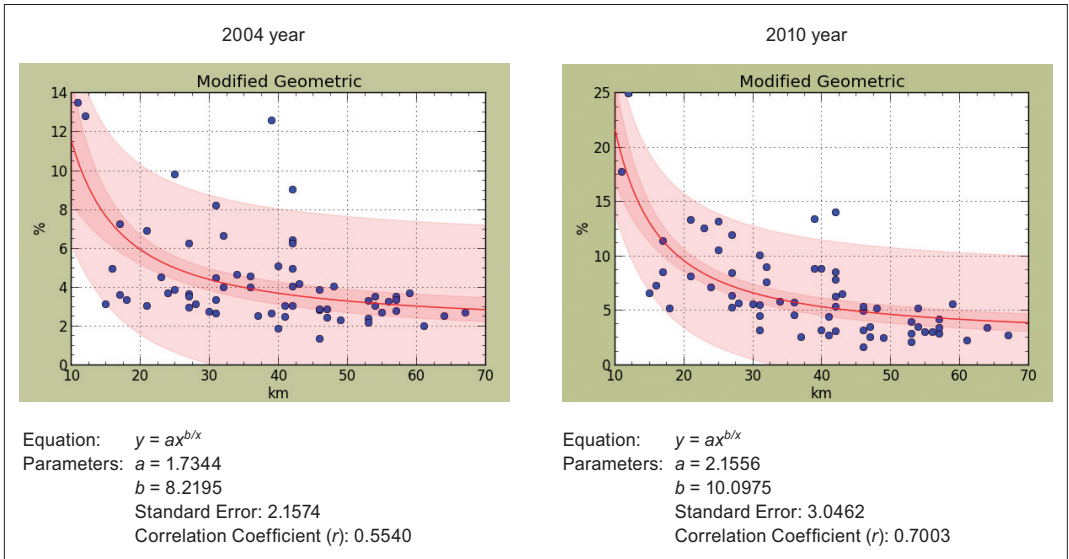 2004 year
Modified Geometric
14
12
10
8
6
4
2
0
%
10 20 30 40 50 60 70
km
Equation: y = ax^{b/x}
Parameters: a = 1.7344
b = 8.2195
Standard Error: 2.1574
Correlation Coefficient (r): 0.5540
2010 year
Modified Geometric
25
20
15
10
5
0
%
10 20 30 40 50 60 70
km
Equation: y = ax^{b/x}
Parameters: a = 2.1556
b = 10.0975
Standard Error: 3.0462
Correlation Coefficient (r): 0.7003